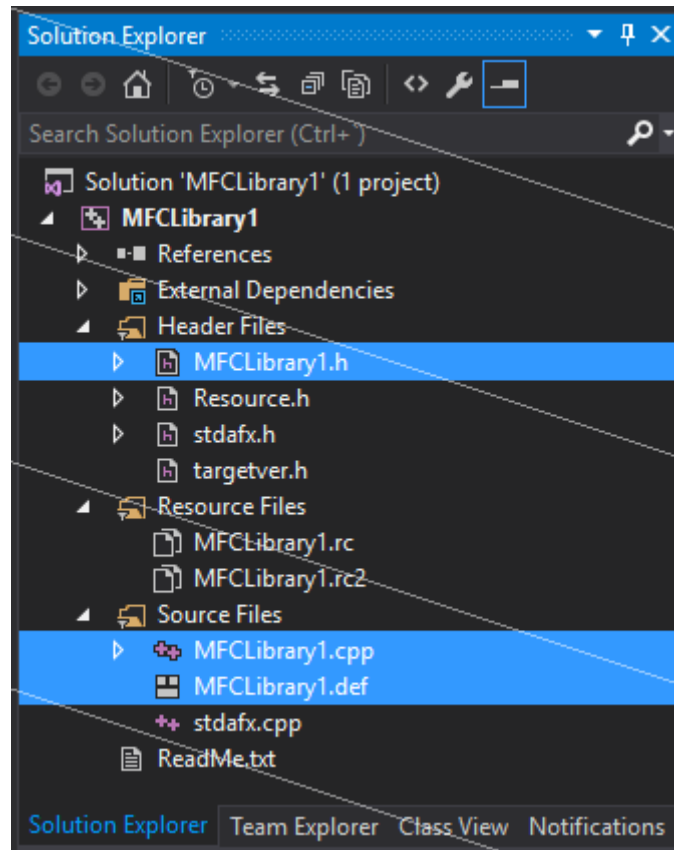 Solution Explorer
Search Solution Explorer (Ctrl+`)
Solution 'MFCLibrary1' (1 project)
MFCLibrary1
References
External Dependencies
Header Files
MFCLibrary1.h
Resource.h
stdafx.h
targetver.h
Resource Files
MFCLibrary1.rc
MFCLibrary1.rc2
Source Files
MFCLibrary1.cpp
MFCLibrary1.def
stdafx.cpp
ReadMe.txt
Solution Explorer Team Explorer Class View Notifications